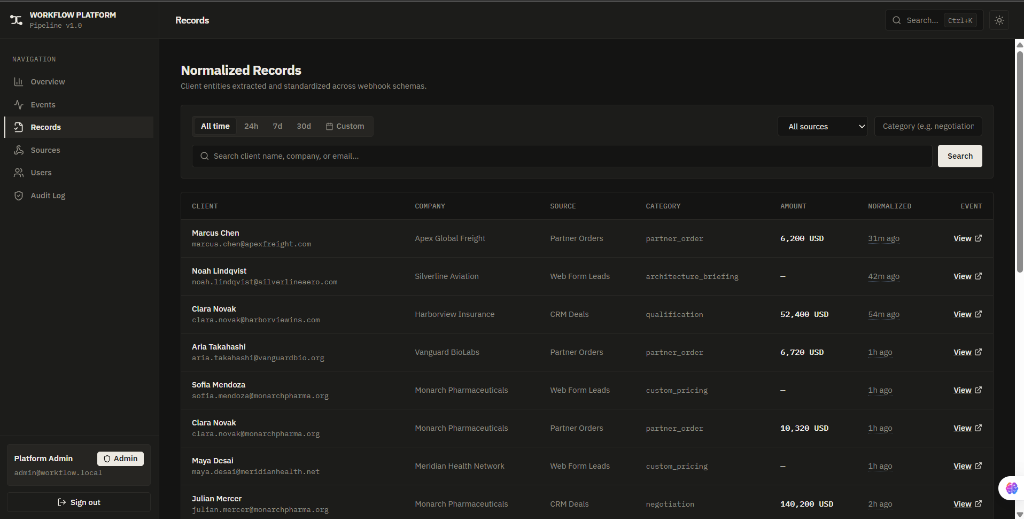 WORKFLOW PLATFORM
Pipeline v1.0
Records
Search...
Ctrl+K
NAVIGATION
Overview
Events
Records
Sources
Users
Audit Log
Platform Admin
Admin
admin@workflow.local
Sign out
Normalized Records
Client entities extracted and standardized across webhook schemas.
All time 24h 7d 30d Custom
All sources
Category (e.g. negotiation
Search client name, company, or email...
Search
CLIENT COMPANY SOURCE CATEGORY AMOUNT NORMALIZED EVENT
Marcus Chen
marcus.chen@apexfreight.com
Apex Global Freight Partner Orders partner_order 6,200 USD 31m ago View
Noah Lindqvist
noah.lindqvist@silverlineaero.com
Silverline Aviation Web Form Leads architecture_briefing — 42m ago View
Clara Novak
clara.novak@harborviewins.com
Harborview Insurance CRM Deals qualification 52,400 USD 54m ago View
Aria Takahashi
aria.takahashi@vanguardbio.org
Vanguard BioLabs Partner Orders partner_order 6,720 USD 1h ago View
Sofia Mendoza
sofia.mendoza@monarchpharma.org
Monarch Pharmaceuticals Web Form Leads custom_pricing — 1h ago View
Clara Novak
clara.novak@monarchpharma.org
Monarch Pharmaceuticals Partner Orders partner_order 10,320 USD 1h ago View
Maya Desai
maya.desai@meridianhealth.net
Meridian Health Network Web Form Leads custom_pricing — 1h ago View
Julian Mercer
julian.mercer@monarchpharma.org
Monarch Pharmaceuticals CRM Deals negotiation 140,200 USD 2h ago View